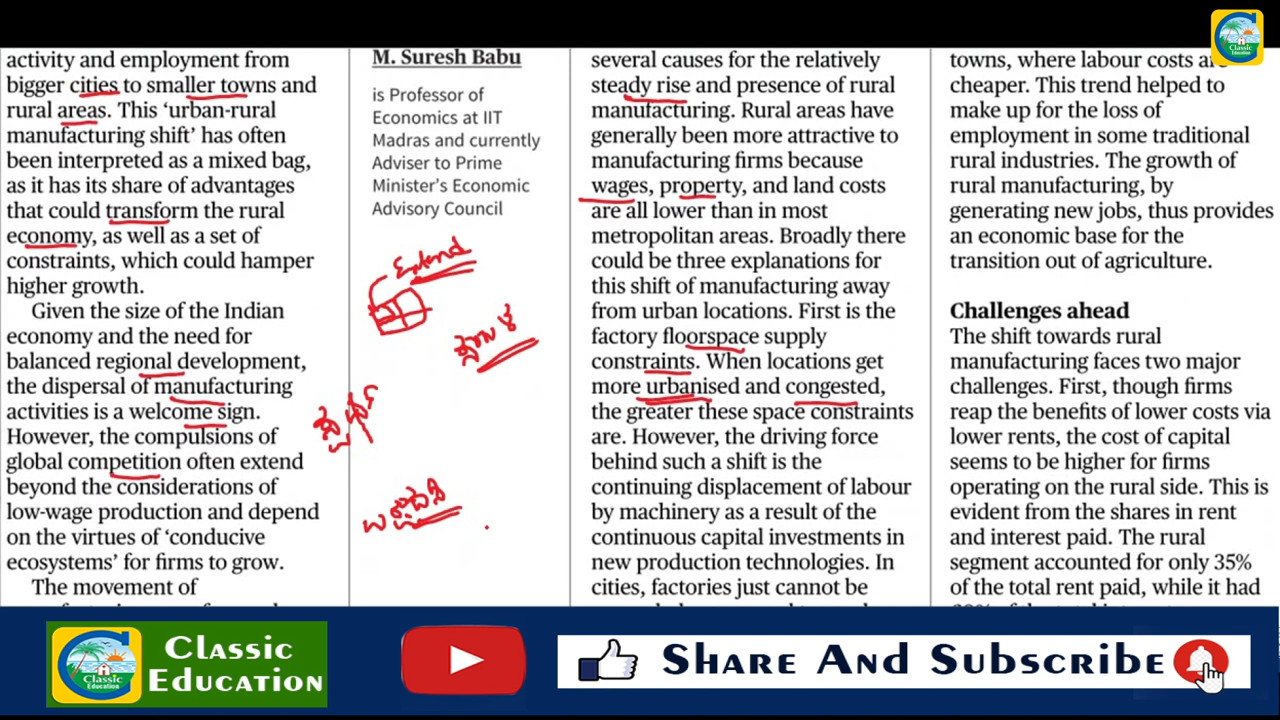 activity and employment from
bigger cities to smaller towns and
rural areas. This ‘urban-rural
manufacturing shift’ has often
been interpreted as a mixed bag,
as it has its share of advantages
that could transform the rural
economy, as well as a set of
constraints, which could hamper
higher growth.
Given the size of the Indian
economy and the need for
balanced regional development,
the dispersal of manufacturing
activities is a welcome sign.
However, the compulsions of
global competition often extend
beyond the considerations of
low-wage production and depend
on the virtues of ‘conducive
ecosystems’ for firms to grow.
The movement of
M. Suresh Babu
is Professor of
Economics at IIT
Madras and currently
Adviser to Prime
Minister’s Economic
Advisory Council
Extend
several causes for the relatively
steady rise and presence of rural
manufacturing. Rural areas have
generally been more attractive to
manufacturing firms because
wages, property, and land costs
are all lower than in most
metropolitan areas. Broadly there
could be three explanations for
this shift of manufacturing away
from urban locations. First is the
factory floorspace supply
constraints. When locations get
more urbanised and congested,
the greater these space constraints
are. However, the driving force
behind such a shift is the
continuing displacement of labour
by machinery as a result of the
continuous capital investments in
new production technologies. In
cities, factories just cannot be
towns, where labour costs are
cheaper. This trend helped to
make up for the loss of
employment in some traditional
rural industries. The growth of
rural manufacturing, by
generating new jobs, thus provides
an economic base for the
transition out of agriculture.
Challenges ahead
The shift towards rural
manufacturing faces two major
challenges. First, though firms
reap the benefits of lower costs via
lower rents, the cost of capital
seems to be higher for firms
operating on the rural side. This is
evident from the shares in rent
and interest paid. The rural
segment accounted for only 35%
of the total rent paid, while it had
Classic
Education
Classic
Education
Classic
Education
Share And Subscribe